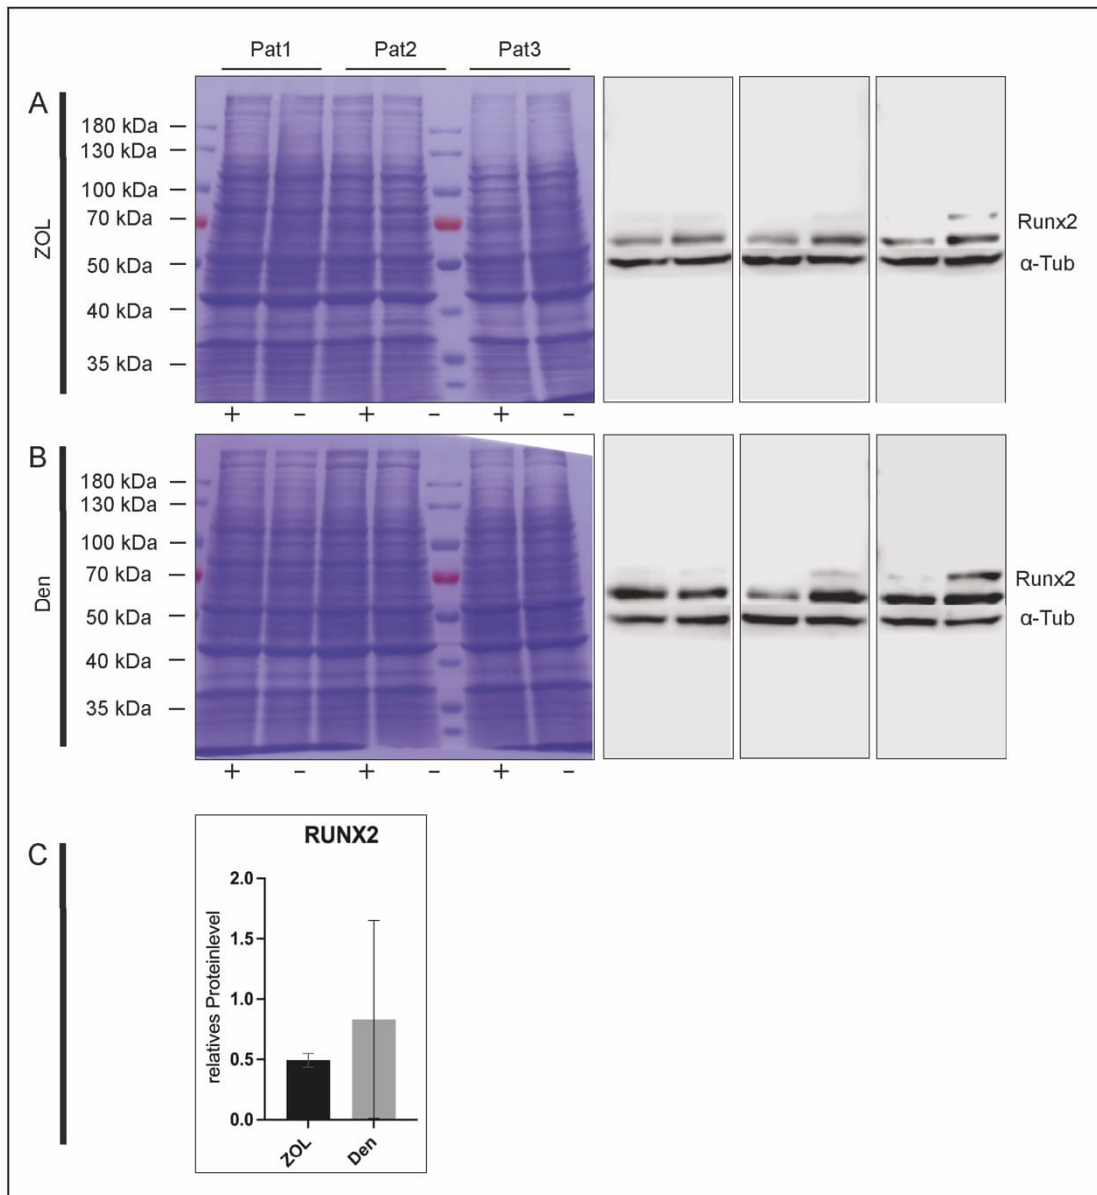 Pat1 Pat2 Pat3
A
ZOL
180 kDa
130 kDa
100 kDa
70 kDa
50 kDa
40 kDa
35 kDa
Runx2
α-Tub
+ − + − + −
B
Den
180 kDa
130 kDa
100 kDa
70 kDa
50 kDa
40 kDa
35 kDa
Runx2
α-Tub
+ − + − + −
C
RUNX2
relatives Proteinlevel
2.0
1.5
1.0
0.5
0.0
ZOL Den